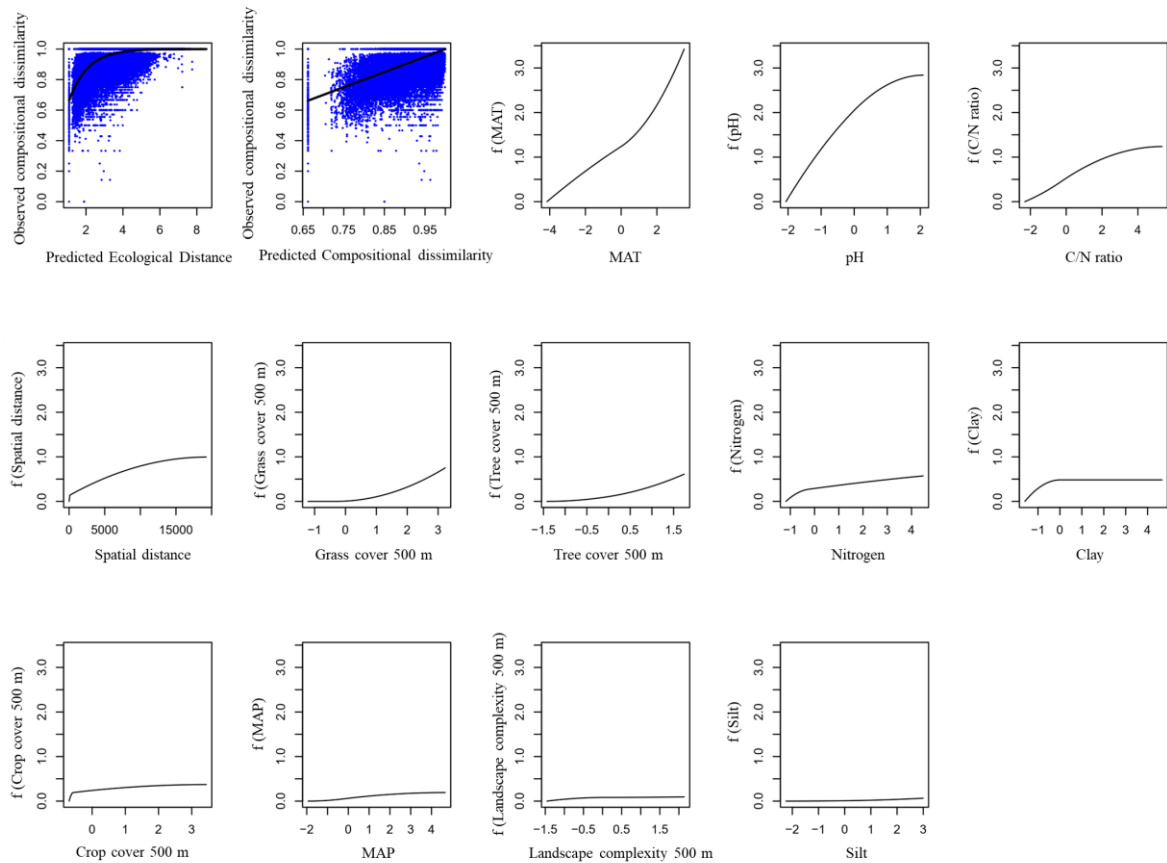 Observed compositional dissimilarity
0.0 0.2 0.4 0.6 0.8 1.0
2 4 6 8
Predicted Ecological Distance
Observed compositional dissimilarity
0.0 0.2 0.4 0.6 0.8 1.0
0.65 0.75 0.85 0.95
Predicted Compositional dissimilarity
f (MAT)
0.0 1.0 2.0 3.0
−4 −2 0 2
MAT
f (pH)
0.0 1.0 2.0 3.0
−2 −1 0 1 2
pH
f (C/N ratio)
0.0 1.0 2.0 3.0
−2 0 2 4
C/N ratio
f (Spatial distance)
0.0 1.0 2.0 3.0
0 5000 15000
Spatial distance
f (Grass cover 500 m)
0.0 1.0 2.0 3.0
−1 0 1 2 3
Grass cover 500 m
f (Tree cover 500 m)
0.0 1.0 2.0 3.0
−1.5 −0.5 0.5 1.5
Tree cover 500 m
f (Nitrogen)
0.0 1.0 2.0 3.0
−1 0 1 2 3 4
Nitrogen
f (Clay)
0.0 1.0 2.0 3.0
−1 0 1 2 3 4
Clay
f (Crop cover 500 m)
0.0 1.0 2.0 3.0
0 1 2 3
Crop cover 500 m
f (MAP)
0.0 1.0 2.0 3.0
−2 −1 0 1 2 3 4
MAP
f (Landscape complexity 500 m)
0.0 1.0 2.0 3.0
−1.5 −0.5 0.5 1.5
Landscape complexity 500 m
f (Silt)
0.0 1.0 2.0 3.0
−2 −1 0 1 2 3
Silt